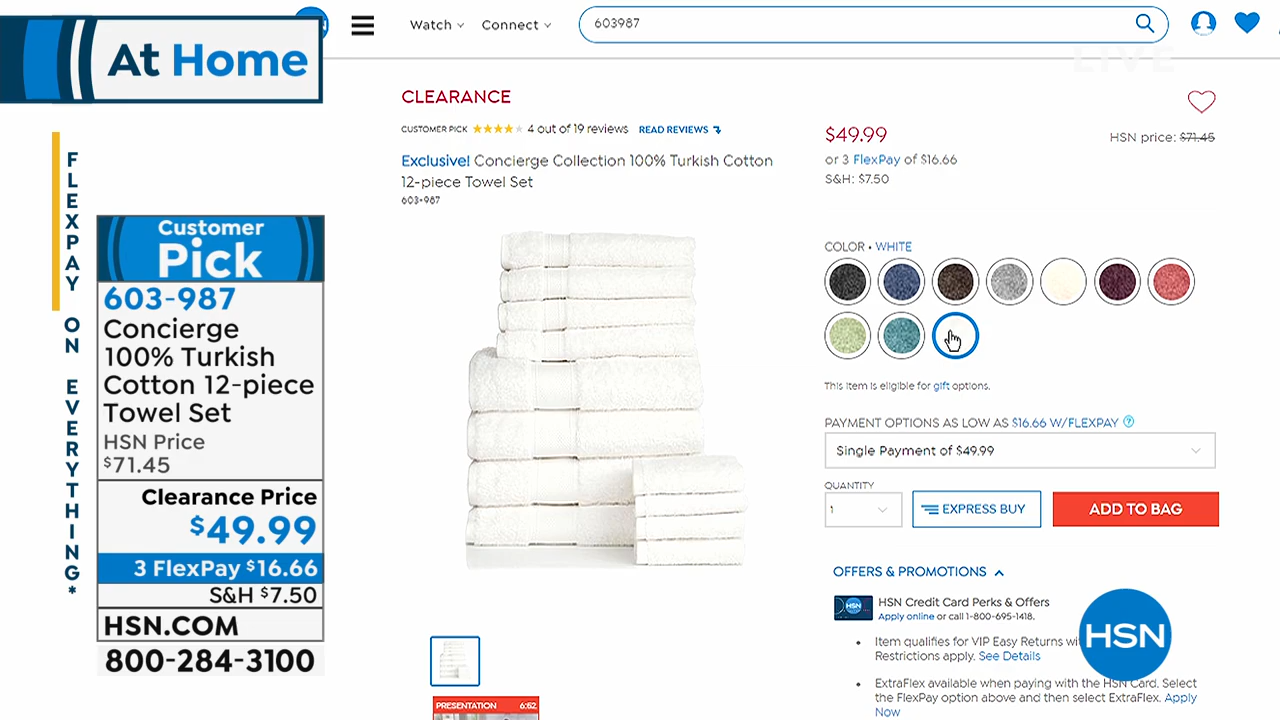 At Home
FLEXPAY ON EVERYTHING*
Customer
Pick
603-987
Concierge
100% Turkish
Cotton 12-piece
Towel Set
HSN Price
$71.45
Clearance Price
$49.99
3 FlexPay $16.66
S&H $7.50
HSN.COM
800-284-3100
Watch
Connect
603987
LIVE
CLEARANCE
CUSTOMER PICK 4 out of 19 reviews READ REVIEWS
Exclusive! Concierge Collection 100% Turkish Cotton
12-piece Towel Set
603-987
$49.99
HSN price: $71.45
or 3 FlexPay of $16.66
S&H: $7.50
COLOR • WHITE
This item is eligible for gift options.
PAYMENT OPTIONS AS LOW AS $16.66 W/FLEXPAY ?
Single Payment of $49.99
QUANTITY
1
EXPRESS BUY
ADD TO BAG
OFFERS & PROMOTIONS
HSN
HSN Credit Card Perks & Offers
Apply online or call 1-800-695-1418.
• Item qualifies for VIP Easy Returns
Restrictions apply. See Details
• ExtraFlex available when paying with the HSN Card. Select
the FlexPay option above and then select ExtraFlex. Apply
Now
HSN
PRESENTATION 6:52